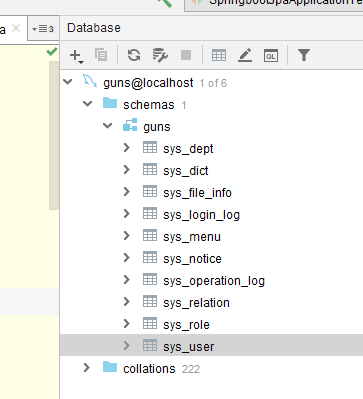 a
3
Database
QL
guns@localhost 1 of 6
schemas 1
guns
sys_dept
sys_dict
sys_file_info
sys_login_log
sys_menu
sys_notice
sys_operation_log
sys_relation
sys_role
sys_user
collations 222